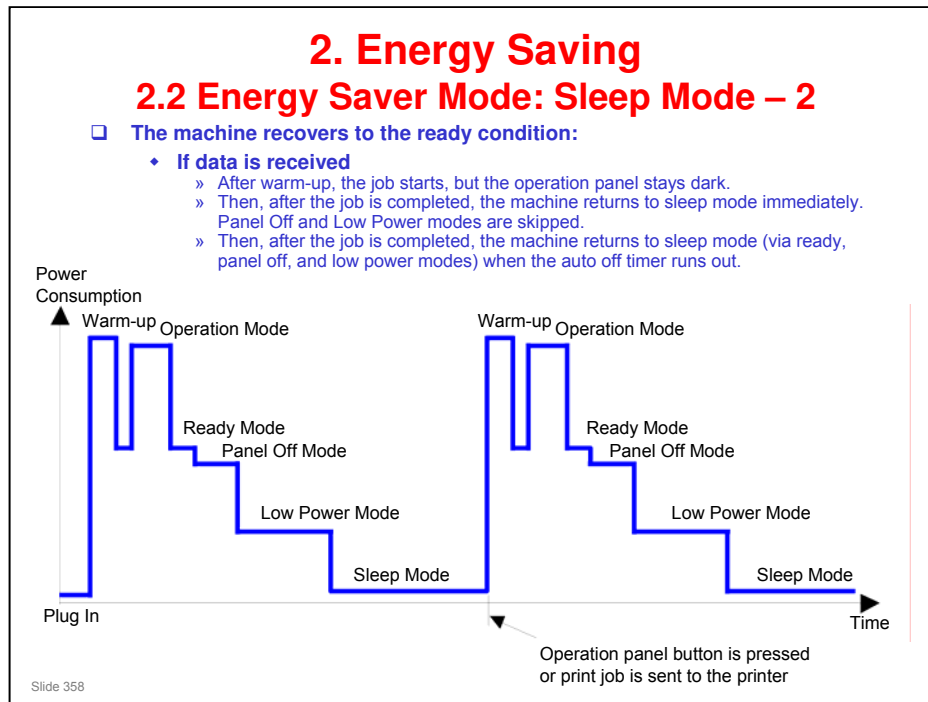 2. Energy Saving
2.2 Energy Saver Mode: Sleep Mode – 2
❑ The machine recovers to the ready condition:
◆ If data is received
» After warm-up, the job starts, but the operation panel stays dark.
» Then, after the job is completed, the machine returns to sleep mode immediately.
Panel Off and Low Power modes are skipped.
» Then, after the job is completed, the machine returns to sleep mode (via ready,
panel off, and low power modes) when the auto off timer runs out.
Power
Consumption
Warm-up
Operation Mode
Warm-up
Operation Mode
Ready Mode
Ready Mode
Panel Off Mode
Panel Off Mode
Low Power Mode
Low Power Mode
Sleep Mode
Sleep Mode
Plug In
Time
Operation panel button is pressed
or print job is sent to the printer
Slide 358